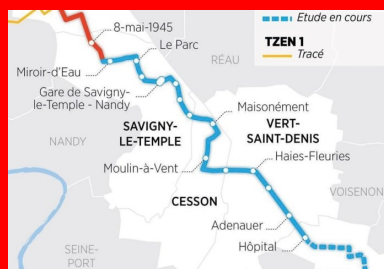 Etude en cours
TZEN 1
Tracé
8-mai-1945
Le Parc
RÉAU
Miroir-d'Eau
Gare de Savigny-
le-Temple - Nandy
Maisonément
SAVIGNY-
LE-TEMPLE
VERT-
SAINT-DENIS
NANDY
Moulin-à-Vent
Haies-Fleuries
VOISENON
CESSON
Adenauer
Hôpital
SEINE-
PORT